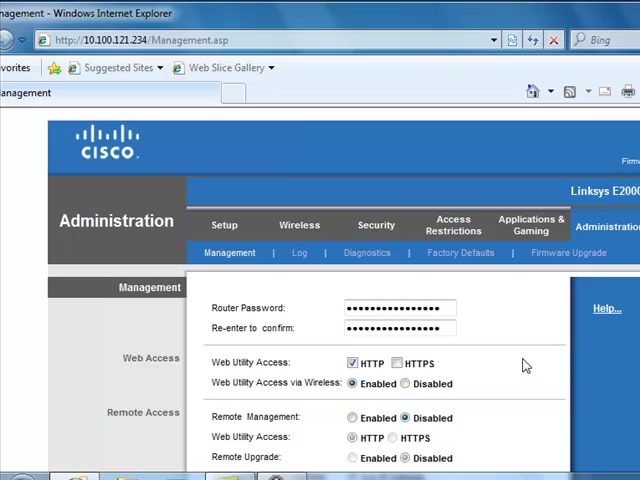 nagement - Windows Internet Explorer
http://10.100.121.234/Management.asp
Bing
vorites
Suggested Sites
Web Slice Gallery
anagement
CISCO
Firmw
Linksys E2000
Administration
Setup
Wireless
Security
Access Restrictions
Applications & Gaming
Administration
Management | Log | Diagnostics | Factory Defaults | Firmware Upgrade
Management
Router Password:
Help...
Re-enter to confirm:
Web Access
Web Utility Access: HTTP HTTPS
Web Utility Access via Wireless: Enabled Disabled
Remote Access
Remote Management: Enabled Disabled
Web Utility Access: HTTP HTTPS
Remote Upgrade: Enabled Disabled